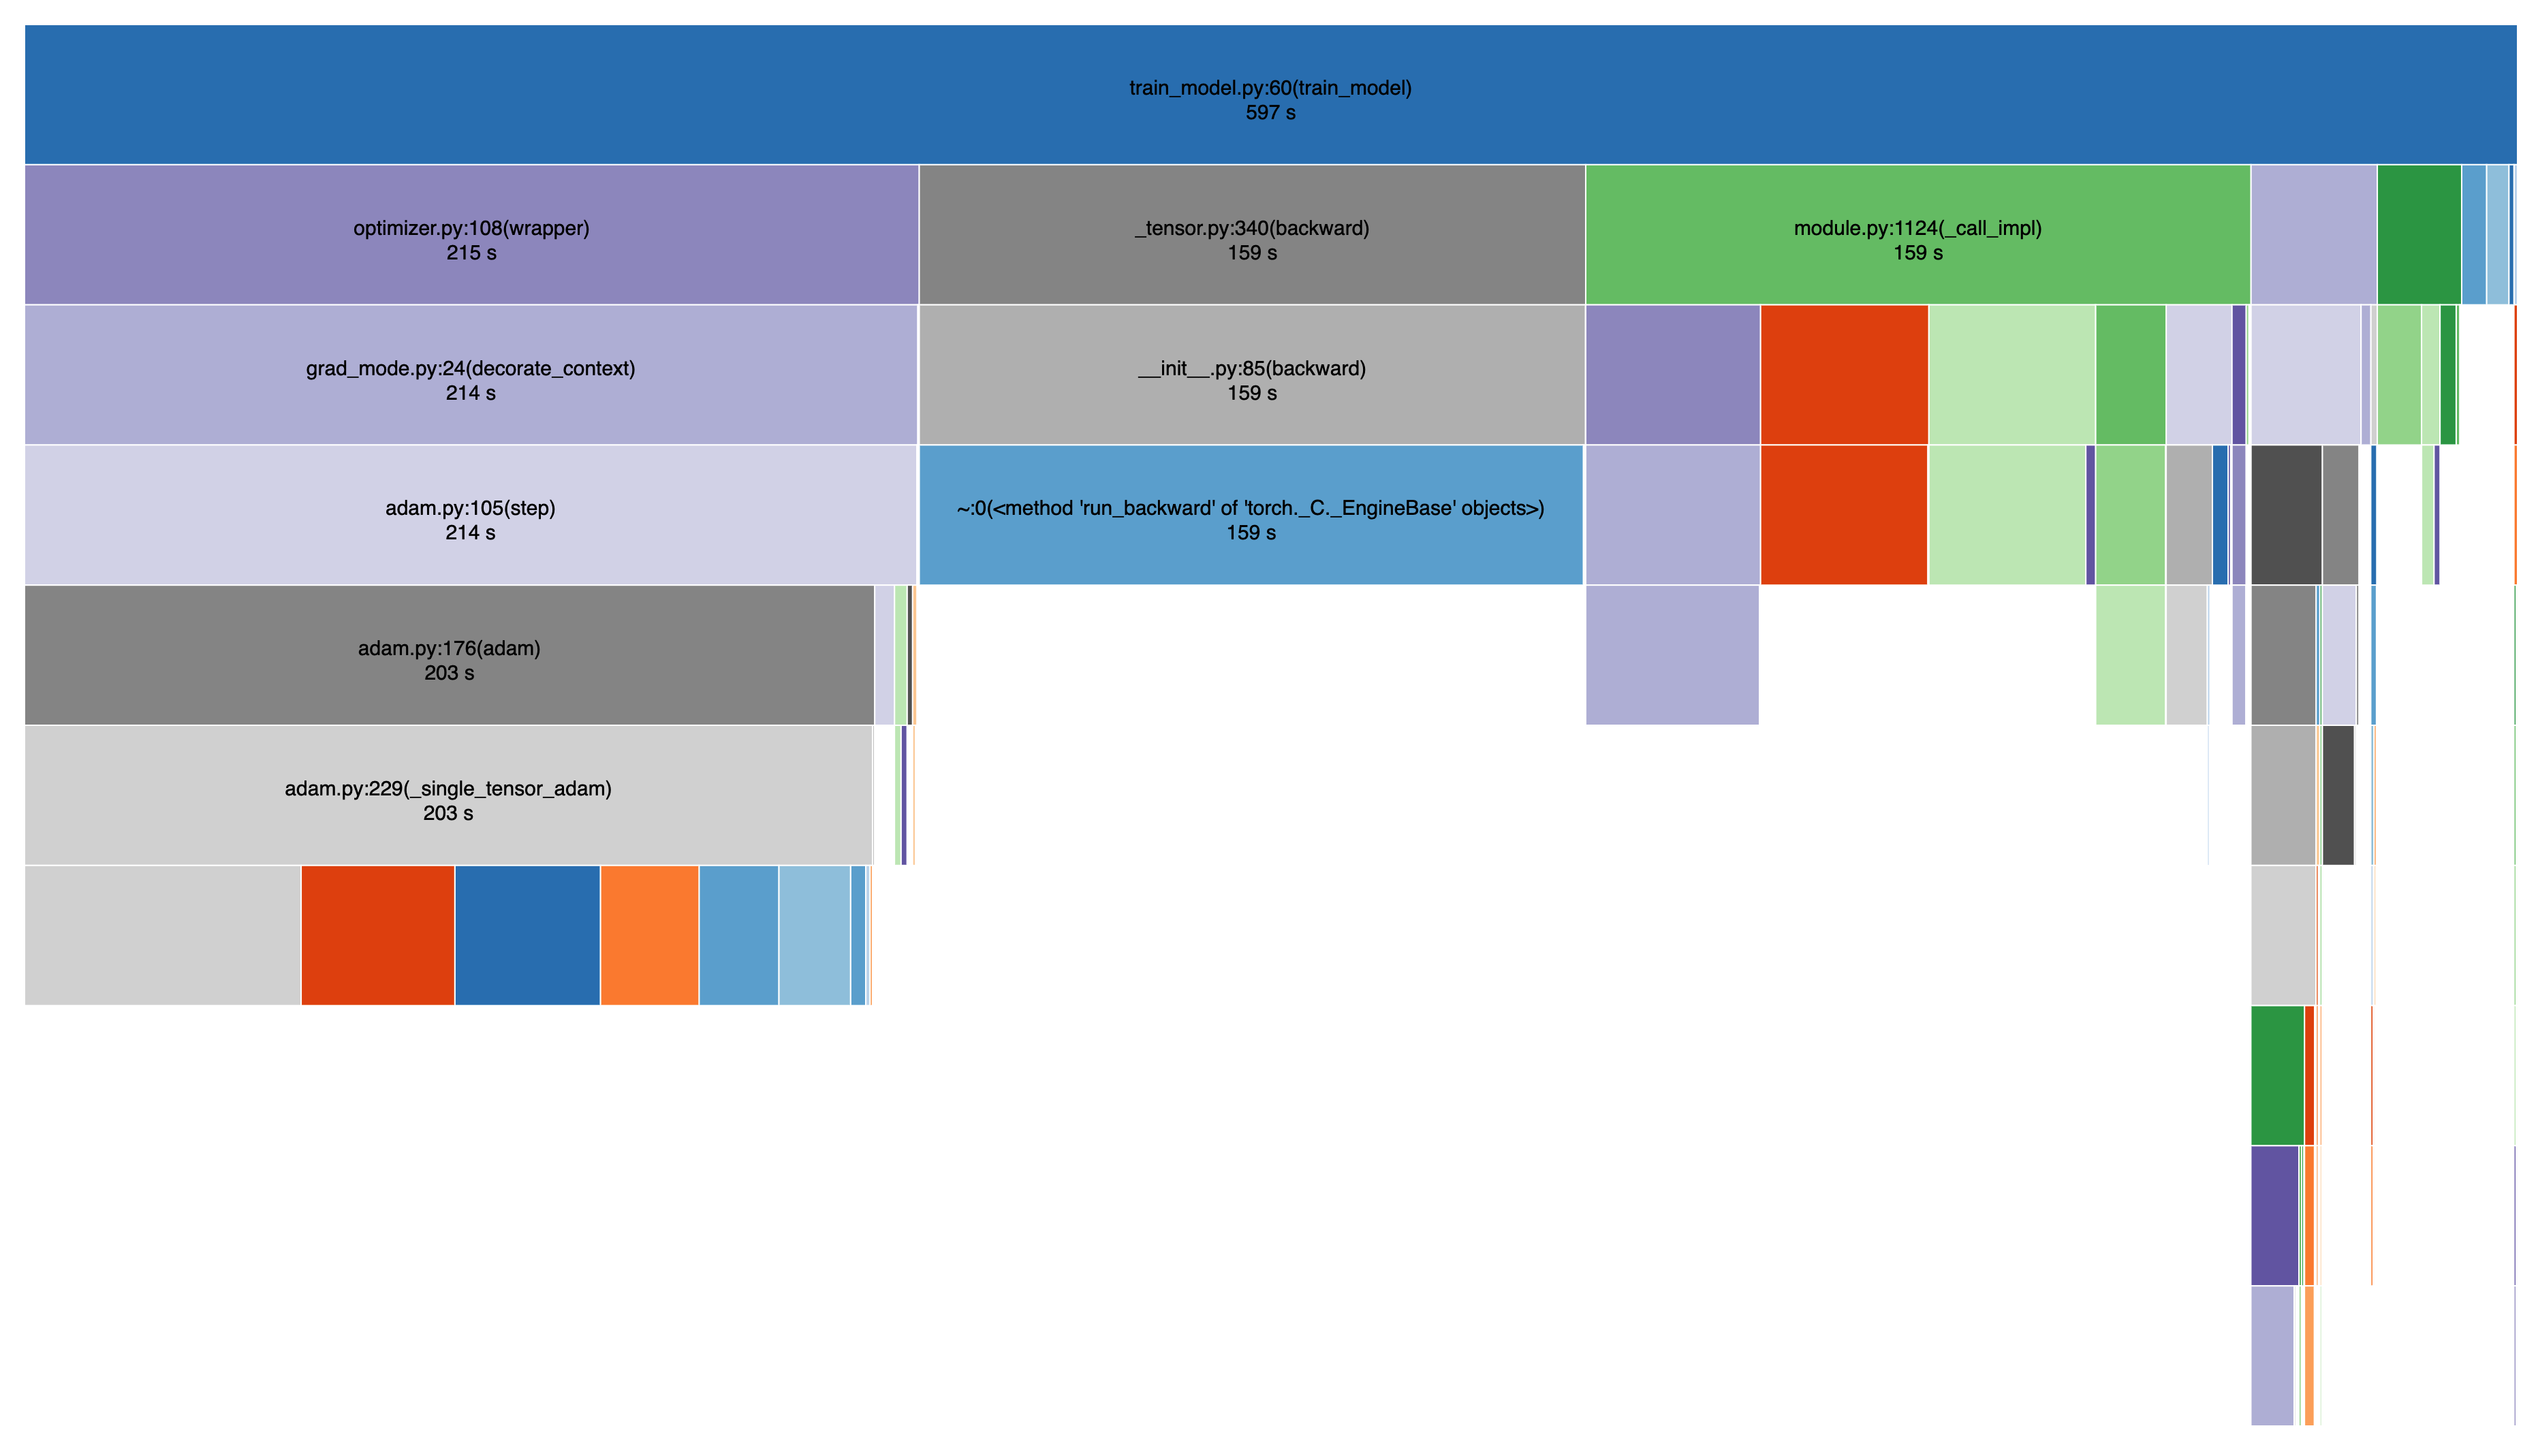 train_model.py:60(train_model)
597 s
optimizer.py:108(wrapper)
215 s
_tensor.py:340(backward)
159 s
module.py:1124(_call_impl)
159 s
grad_mode.py:24(decorate_context)
214 s
__init__.py:85(backward)
159 s
adam.py:105(step)
214 s
~:0(<method 'run_backward' of 'torch._C._EngineBase' objects>)
159 s
adam.py:176(adam)
203 s
adam.py:229(_single_tensor_adam)
203 s